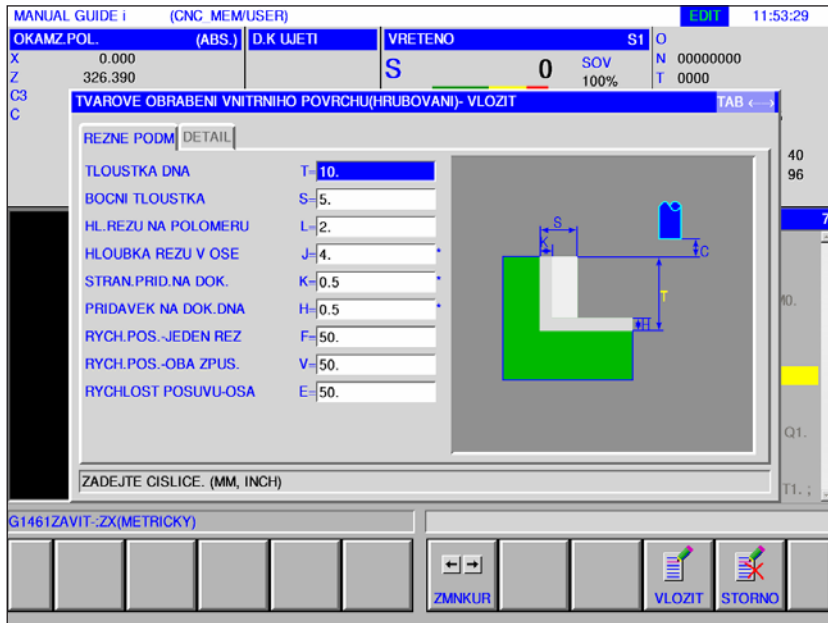 MANUAL GUIDE i (CNC_MEM/USER) EDIT 11:53:29
OKAMZ.POL. (ABS.) D.K UJETI VRETENO S1 O
X 0.000 N 00000000
Z 326.390 S 0 SOV 100% T 0000
C3
C
TVAROVE OBRABENI VNITRNIHO POVRCHU(HRUBOVANI)- VLOZIT TAB ←→
REZNE PODM DETAIL
TLOUSTKA DNA T=10.
BOCNI TLOUSTKA S=5.
HL.REZU NA POLOMERU L=2.
HLOUBKA REZU V OSE J=4. *
STRAN.PRID.NA DOK. K=0.5 *
PRIDAVEK NA DOK.DNA H=0.5 *
RYCH.POS.-JEDEN REZ F=50.
RYCH.POS.-OBA ZPUS. V=50.
RYCHLOST POSUVU-OSA E=50.
S
K
C
T
H
40
96
7
M0.
Q1.
T1. ;
ZADEJTE CISLICE. (MM, INCH)
G1461ZAVIT-:ZX(METRICKY)
ZMNKUR VLOZIT STORNO